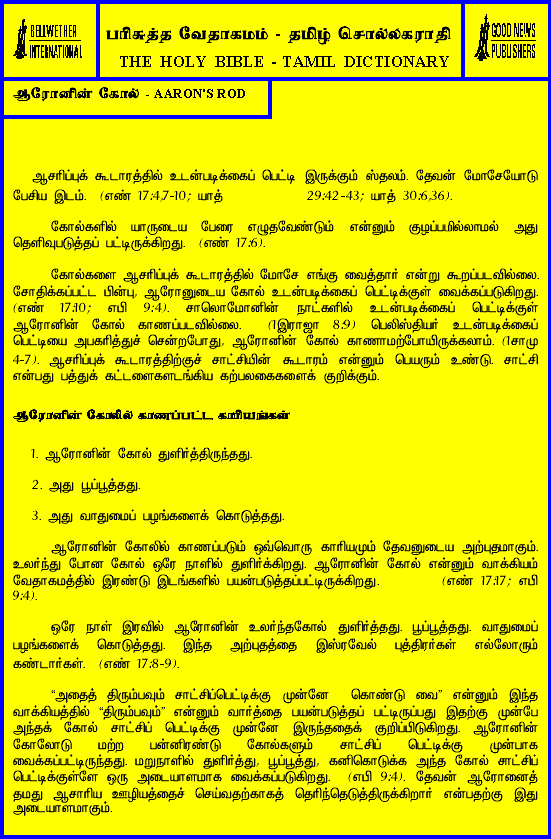 BELLWETHER
INTERNATIONAL
பரிசுத்த வேதாகமம் - தமிழ் சொல்லகராதி
THE HOLY BIBLE - TAMIL DICTIONARY
GOOD NEWS
PUBLISHERS
ஆரோனின் கோல் - AARON'S ROD
ஆசரிப்புக் கூடாரத்தில் உடன்படிக்கைப் பெட்டி இருக்கும் ஸ்தலம். தேவன் மோசேயோடு
பேசிய இடம். (எண் 17:4,7-10; யாத் 29:42-43; யாத் 30:6,36).
கோல்களில் யாருடைய பேரை எழுதவேண்டும் என்னும் குழப்பமில்லாமல் அது
தெளிவுபடுத்தப் பட்டிருக்கிறது. (எண் 17:6).
கோல்களை ஆசரிப்புக் கூடாரத்தில் மோசே எங்கு வைத்தார் என்று கூறப்படவில்லை.
சோதிக்கப்பட்ட பின்பு, ஆரோனுடைய கோல் உடன்படிக்கைப் பெட்டிக்குள் வைக்கப்படுகிறது.
(எண் 17:10; எபி 9:4). சாலொமோனின் நாட்களில் உடன்படிக்கைப் பெட்டிக்குள்
ஆரோனின் கோல் காணப்படவில்லை. (1இராஜா 8:9) பெலிஸ்தியர் உடன்படிக்கைப்
பெட்டியை அபகரித்துச் சென்றபோது, ஆரோனின் கோல் காணாமற்போயிருக்கலாம். (1சாமு
4-7). ஆசரிப்புக் கூடாரத்திற்குச் சாட்சியின் கூடாரம் என்னும் பெயரும் உண்டு. சாட்சி
என்பது பத்துக் கட்டளைகளடங்கிய கற்பலகைகளைக் குறிக்கும்.
ஆரோனின் கோலில் காணப்பட்ட காரியங்கள்
1. ஆரோனின் கோல் துளிர்த்திருந்தது.
2. அது பூப்பூத்தது.
3. அது வாதுமைப் பழங்களைக் கொடுத்தது.
ஆரோனின் கோலில் காணப்படும் ஒவ்வொரு காரியமும் தேவனுடைய அற்புதமாகும்.
உலர்ந்து போன கோல் ஒரே நாளில் துளிர்க்கிறது. ஆரோனின் கோல் என்னும் வாக்கியம்
வேதாகமத்தில் இரண்டு இடங்களில் பயன்படுத்தப்பட்டிருக்கிறது. (எண் 17:17; எபி
9:4).
ஒரே நாள் இரவில் ஆரோனின் உலர்ந்தகோல் துளிர்த்தது. பூப்பூத்தது. வாதுமைப்
பழங்களைக் கொடுத்தது. இந்த அற்புதத்தை இஸ்ரவேல் புத்திரர்கள் எல்லோரும்
கண்டார்கள். (எண் 17:8-9).
“அதைத் திரும்பவும் சாட்சிப்பெட்டிக்கு முன்னே கொண்டு வை” என்னும் இந்த
வாக்கியத்தில் “திரும்பவும்” என்னும் வார்த்தை பயன்படுத்தப் பட்டிருப்பது இதற்கு முன்பே
அந்தக் கோல் சாட்சிப் பெட்டிக்கு முன்னே இருந்ததைக் குறிப்பிடுகிறது. ஆரோனின்
கோலோடு மற்ற பன்னிரண்டு கோல்களும் சாட்சிப் பெட்டிக்கு முன்பாக
வைக்கப்பட்டிருந்தது. மறுநாளில் துளிர்த்து, பூப்பூத்து, கனிகொடுக்க அந்த கோல் சாட்சிப்
பெட்டிக்குள்ளே ஒரு அடையாளமாக வைக்கப்படுகிறது. (எபி 9:4). தேவன் ஆரோனைத்
தமது ஆசாரிய ஊழியத்தைச் செய்வதற்காகத் தெரிந்தெடுத்திருக்கிறார் என்பதற்கு இது
அடையாளமாகும்.